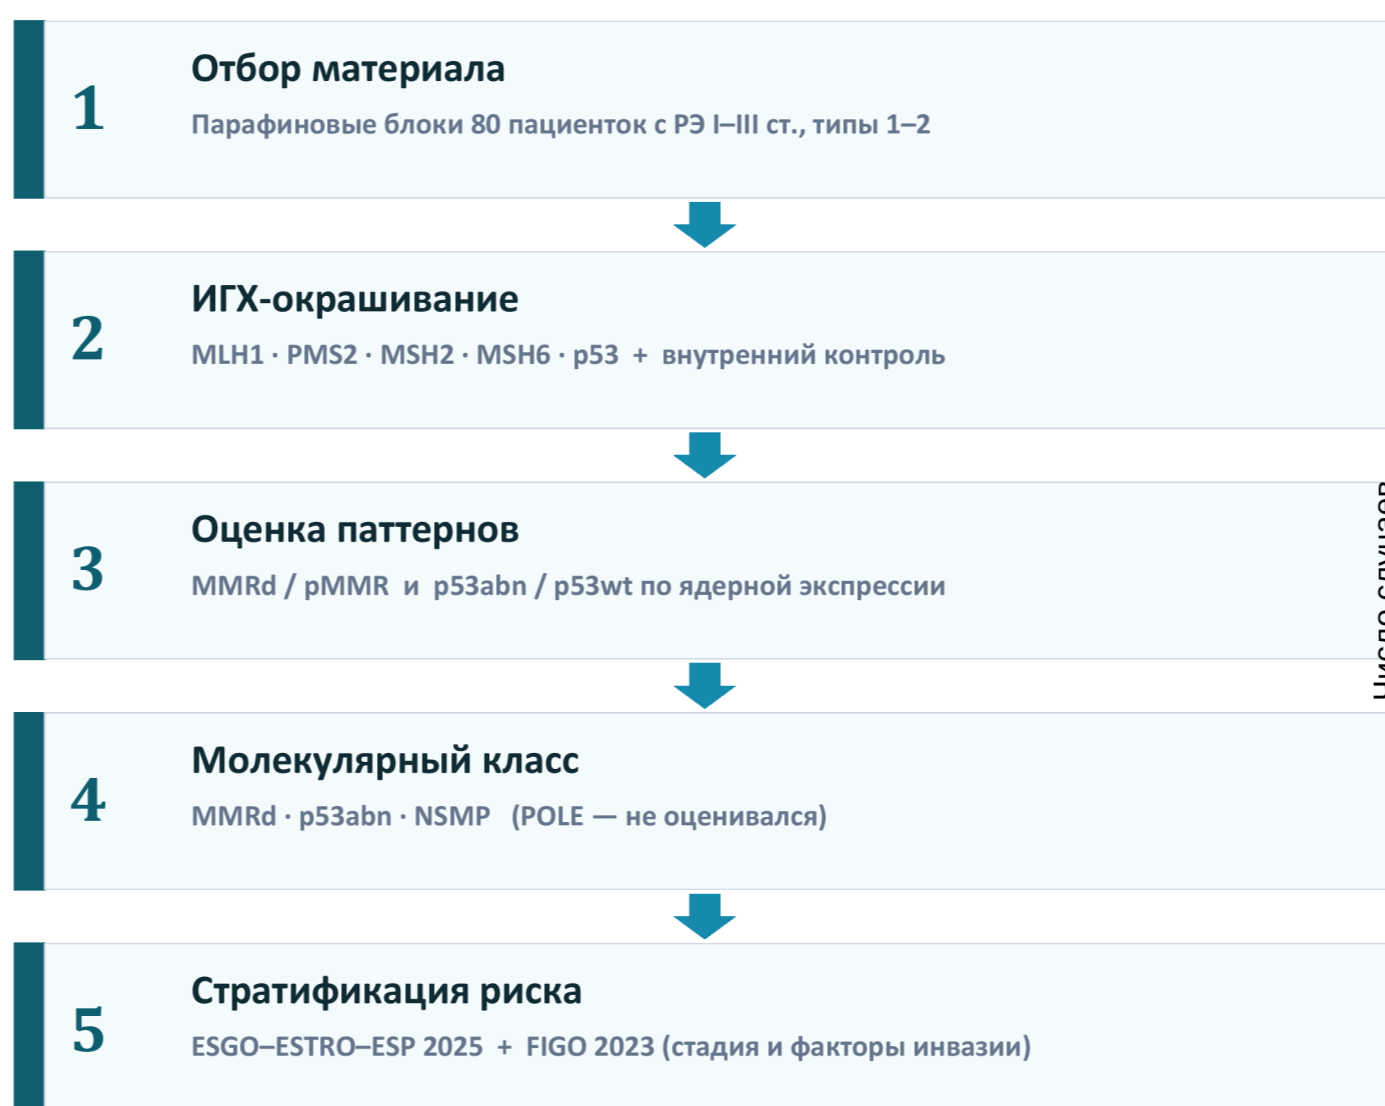 1
Отбор материала
Парафиновые блоки 80 пациенток с РЭ I–III ст., типы 1–2
2
ИГХ-окрашивание
MLH1 · PMS2 · MSH2 · MSH6 · p53 + внутренний контроль
3
Оценка паттернов
MMRd / pMMR и p53abn / p53wt по ядерной экспрессии
4
Молекулярный класс
MMRd · p53abn · NSMP (POLE — не оценивался)
5
Стратификация риска
ESGO–ESTRO–ESP 2025 + FIGO 2023 (стадия и факторы инвазии)